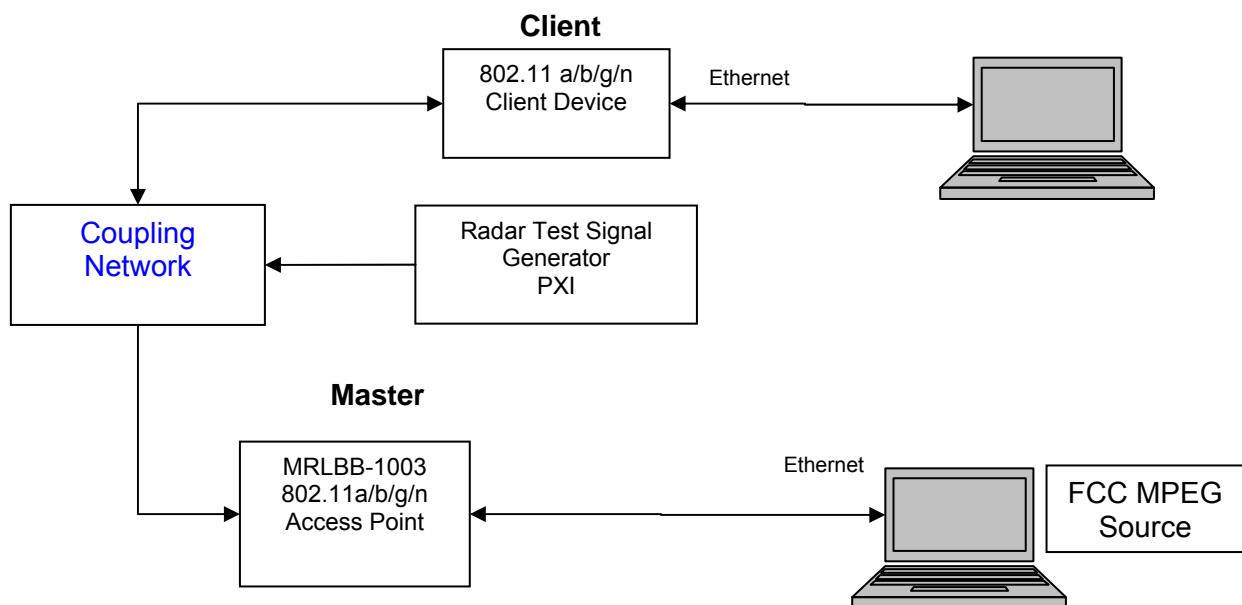 Client
802.11 a/b/g/n
Client Device
Ethernet
Coupling
Network
Radar Test Signal
Generator
PXI
Master
MRLBB-1003
802.11a/b/g/n
Access Point
Ethernet
FCC MPEG
Source